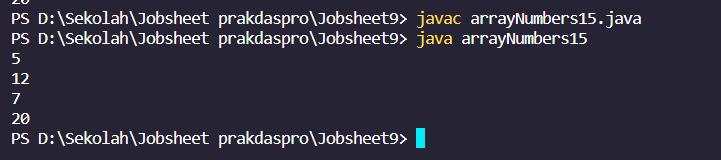 20
PS D:\Sekolah\Jobsheet prakdaspro\Jobsheet9> javac arrayNumbers15.java
PS D:\Sekolah\Jobsheet prakdaspro\Jobsheet9> java arrayNumbers15
5
12
7
20
PS D:\Sekolah\Jobsheet prakdaspro\Jobsheet9>